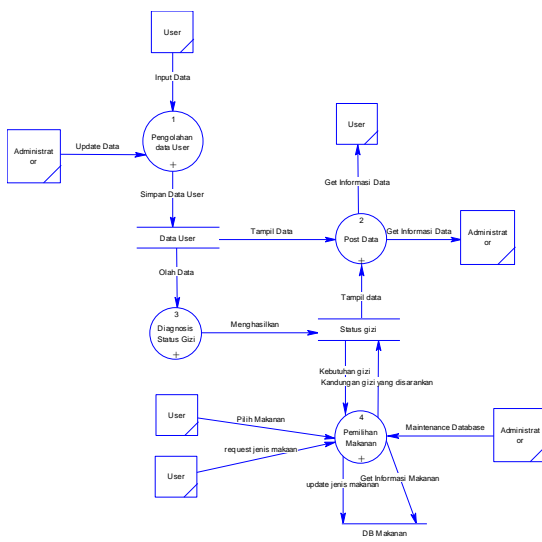 User
Input Data
1
Pengolahan
data User
+
Update Data
Administrat
or
User
Simpan Data User
Get Informasi Data
Data User
Tampil Data
2
Post Data
+
Get Informasi Data
Administrat
or
Olah Data
Tampil data
3
Diagnosis
Status Gizi
+
Menghasilkan
Status gizi
Kebutuhan gizi
Kandungan gizi yang disarankan
User
Pilih Makanan
4
Pemilihan
Makanan
+
Maintenance Database
Administrat
or
User
request jenis makaan
Get Informasi Makanan
update jenis makanan
DB Makanan